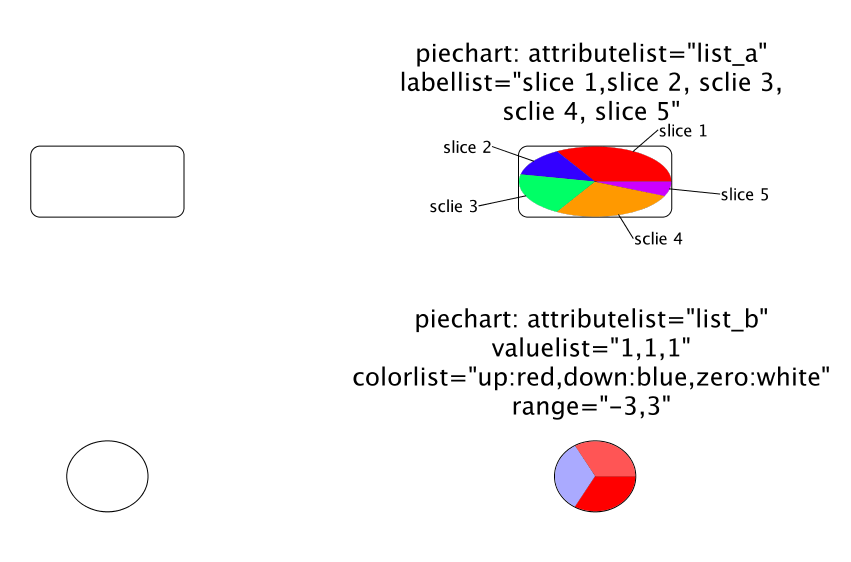 piechart: attributelist="list_a"
labellist="slice 1,slice 2, sclie 3,
sclie 4, slice 5"
slice 1
slice 2
slice 5
sclie 3
sclie 4
piechart: attributelist="list_b"
valuelist="1,1,1"
colorlist="up:red,down:blue,zero:white"
range="-3,3"